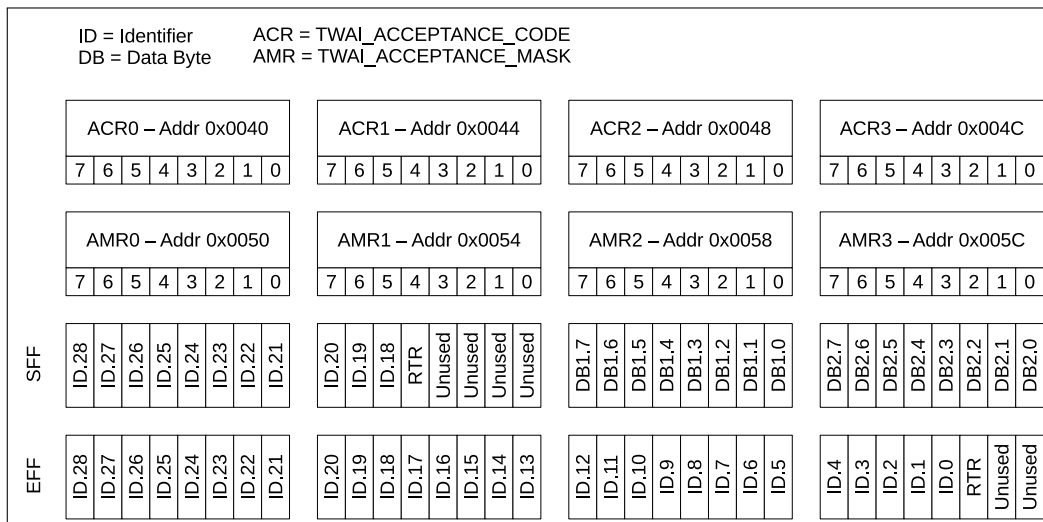 ID = Identifier ACR = TWAI_ACCEPTANCE_CODE
DB = Data Byte AMR = TWAI_ACCEPTANCE_MASK
ACR0 – Addr 0x0040 ACR1 – Addr 0x0044 ACR2 – Addr 0x0048 ACR3 – Addr 0x004C
7 6 5 4 3 2 1 0 7 6 5 4 3 2 1 0 7 6 5 4 3 2 1 0 7 6 5 4 3 2 1 0
AMR0 – Addr 0x0050 AMR1 – Addr 0x0054 AMR2 – Addr 0x0058 AMR3 – Addr 0x005C
7 6 5 4 3 2 1 0 7 6 5 4 3 2 1 0 7 6 5 4 3 2 1 0 7 6 5 4 3 2 1 0
SFF ID.28 ID.27 ID.26 ID.25 ID.24 ID.23 ID.22 ID.21 ID.20 ID.19 ID.18 RTR Unused Unused Unused Unused DB1.7 DB1.6 DB1.5 DB1.4 DB1.3 DB1.2 DB1.1 DB1.0 DB2.7 DB2.6 DB2.5 DB2.4 DB2.3 DB2.2 DB2.1 DB2.0
EFF ID.28 ID.27 ID.26 ID.25 ID.24 ID.23 ID.22 ID.21 ID.20 ID.19 ID.18 ID.17 ID.16 ID.15 ID.14 ID.13 ID.12 ID.11 ID.10 ID.9 ID.8 ID.7 ID.6 ID.5 ID.4 ID.3 ID.2 ID.1 ID.0 RTR Unused Unused